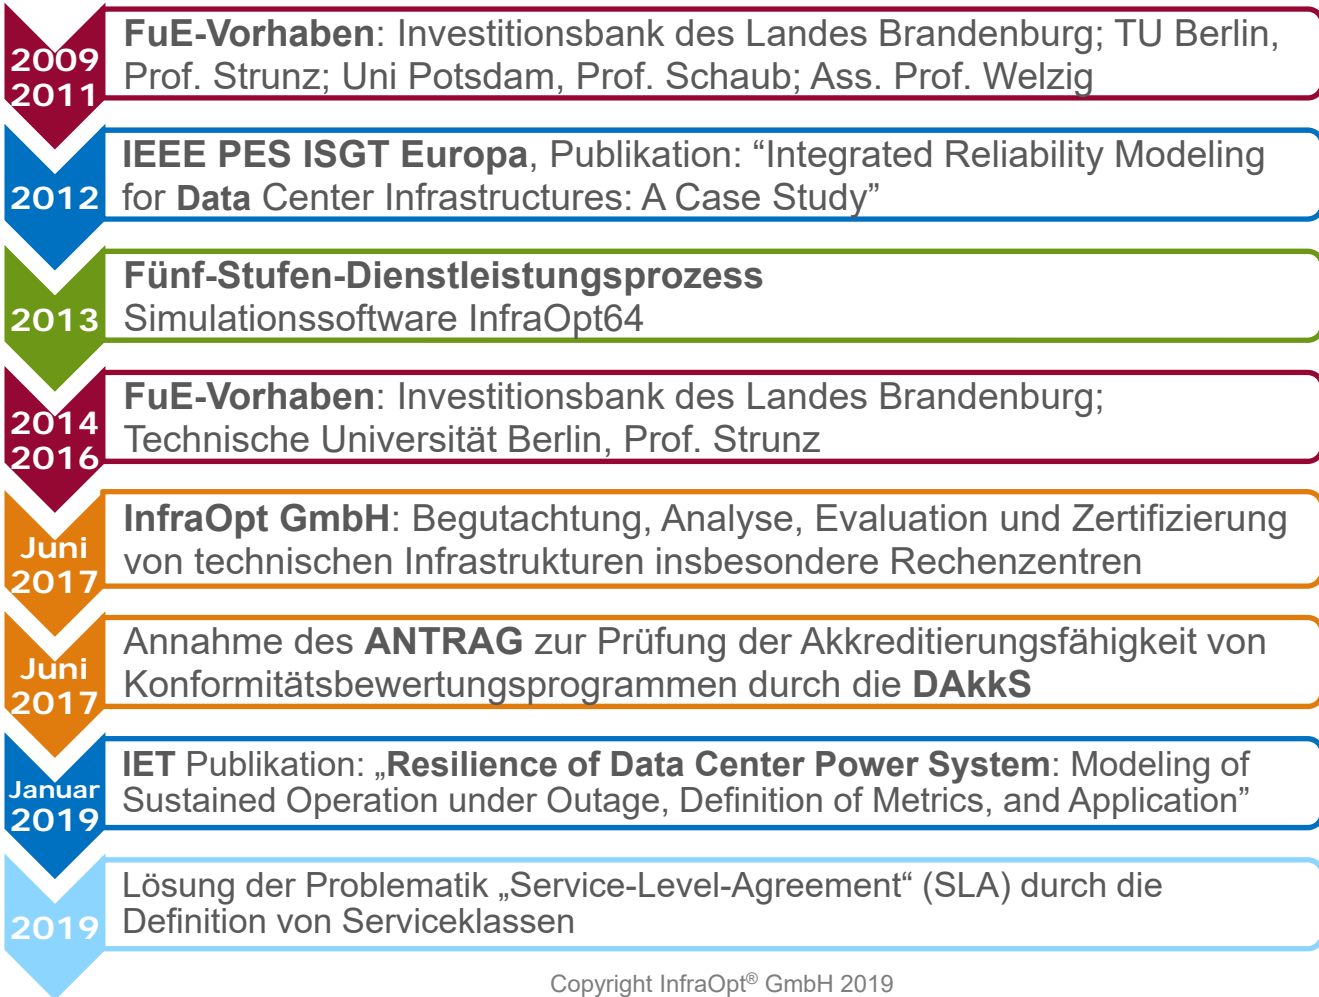 2009
2011
FuE-Vorhaben: Investitionsbank des Landes Brandenburg; TU Berlin,
Prof. Strunz; Uni Potsdam, Prof. Schaub; Ass. Prof. Welzig
2012
IEEE PES ISGT Europa, Publikation: “Integrated Reliability Modeling
for Data Center Infrastructures: A Case Study”
2013
Fünf-Stufen-Dienstleistungsprozess
Simulationssoftware InfraOpt64
2014
2016
FuE-Vorhaben: Investitionsbank des Landes Brandenburg;
Technische Universität Berlin, Prof. Strunz
Juni
2017
InfraOpt GmbH: Begutachtung, Analyse, Evaluation und Zertifizierung
von technischen Infrastrukturen insbesondere Rechenzentren
Juni
2017
Annahme des ANTRAG zur Prüfung der Akkreditierungsfähigkeit von
Konformitätsbewertungsprogrammen durch die DAkkS
Januar
2019
IET Publikation: „Resilience of Data Center Power System: Modeling of
Sustained Operation under Outage, Definition of Metrics, and Application”
2019
Lösung der Problematik „Service-Level-Agreement“ (SLA) durch die
Definition von Serviceklassen
Copyright InfraOpt® GmbH 2019